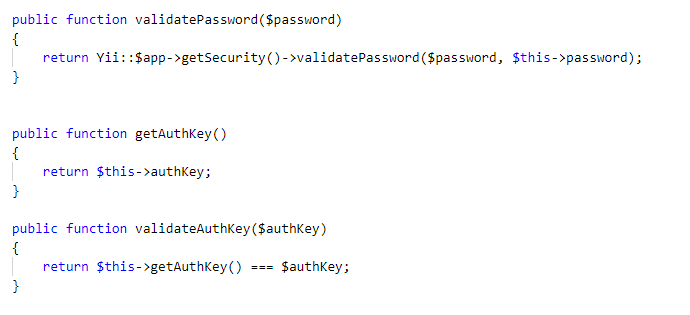 public function validatePassword($password)
{
    return Yii::$app->getSecurity()->validatePassword($password, $this->password);
}
public function getAuthKey()
{
    return $this->authKey;
}
public function validateAuthKey($authKey)
{
    return $this->getAuthKey() === $authKey;
}